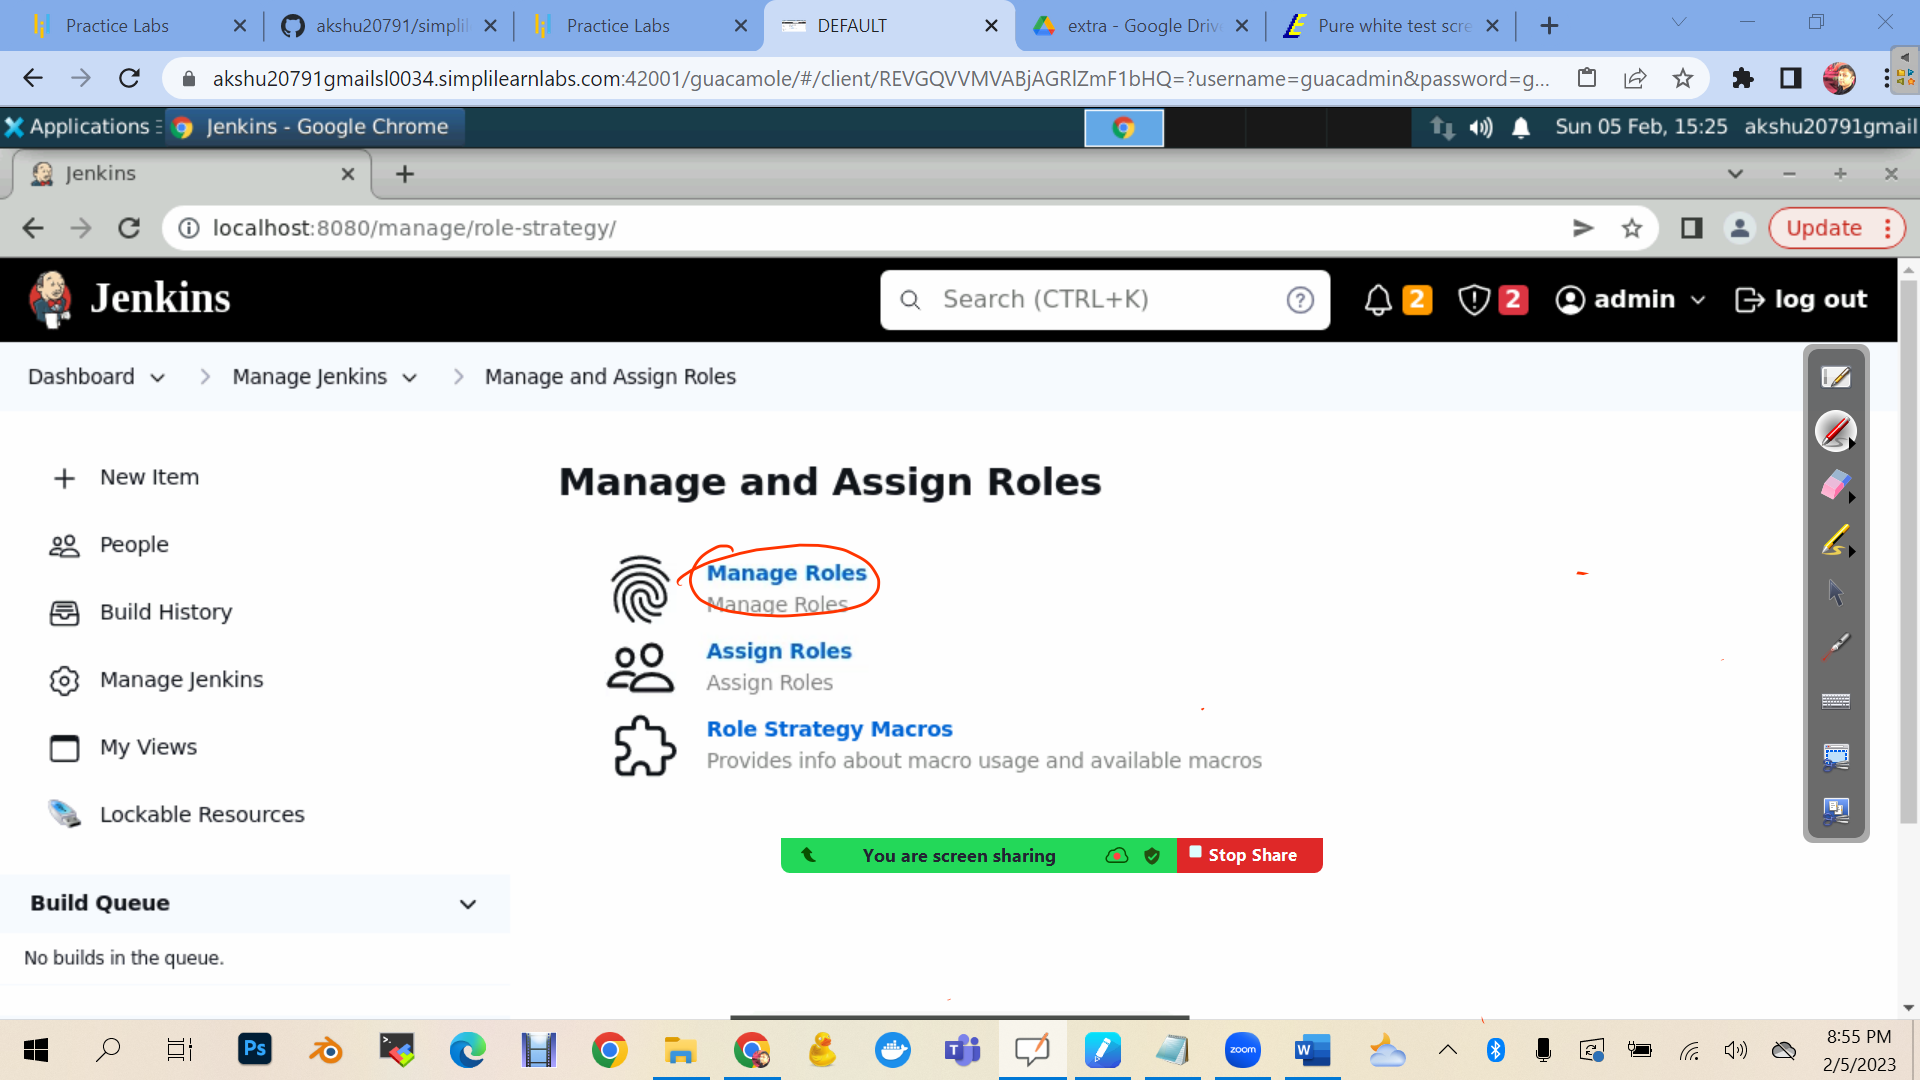 Practice Labs
akshu20791/simplil
Practice Labs
DEFAULT
extra - Google Drive
Pure white test scre
akshu20791gmailsl0034.simplilearnlabs.com:42001/guacamole/#/client/REVGQVVMVABjAGRlZmF1bHQ=?username=guacadmin&password=g...
Applications
Jenkins - Google Chrome
Sun 05 Feb, 15:25
akshu20791gmail
Jenkins
localhost:8080/manage/role-strategy/
Update
Jenkins
Search (CTRL+K)
2
2
admin
log out
Dashboard
Manage Jenkins
Manage and Assign Roles
New Item
People
Build History
Manage Jenkins
My Views
Lockable Resources
Build Queue
No builds in the queue.
Manage and Assign Roles
Manage Roles
Manage Roles
Assign Roles
Assign Roles
Role Strategy Macros
Provides info about macro usage and available macros
You are screen sharing
Stop Share
Ps
zoom
W
8:55 PM
2/5/2023